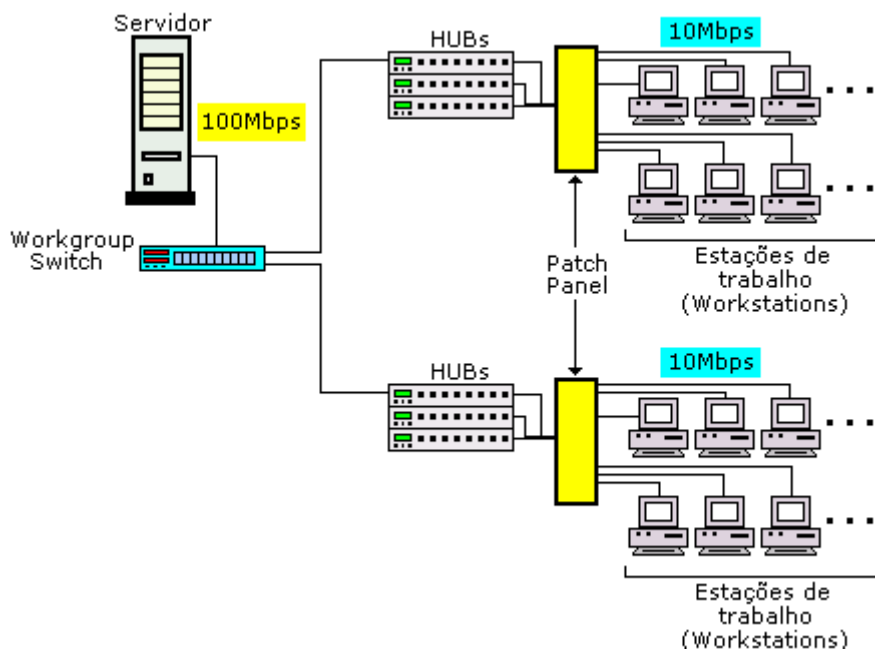 Servidor
100Mbps
Workgroup
Switch
HUBs
10Mbps
Estações de
trabalho
(Workstations)
Patch
Panel
HUBs
10Mbps
Estações de
trabalho
(Workstations)